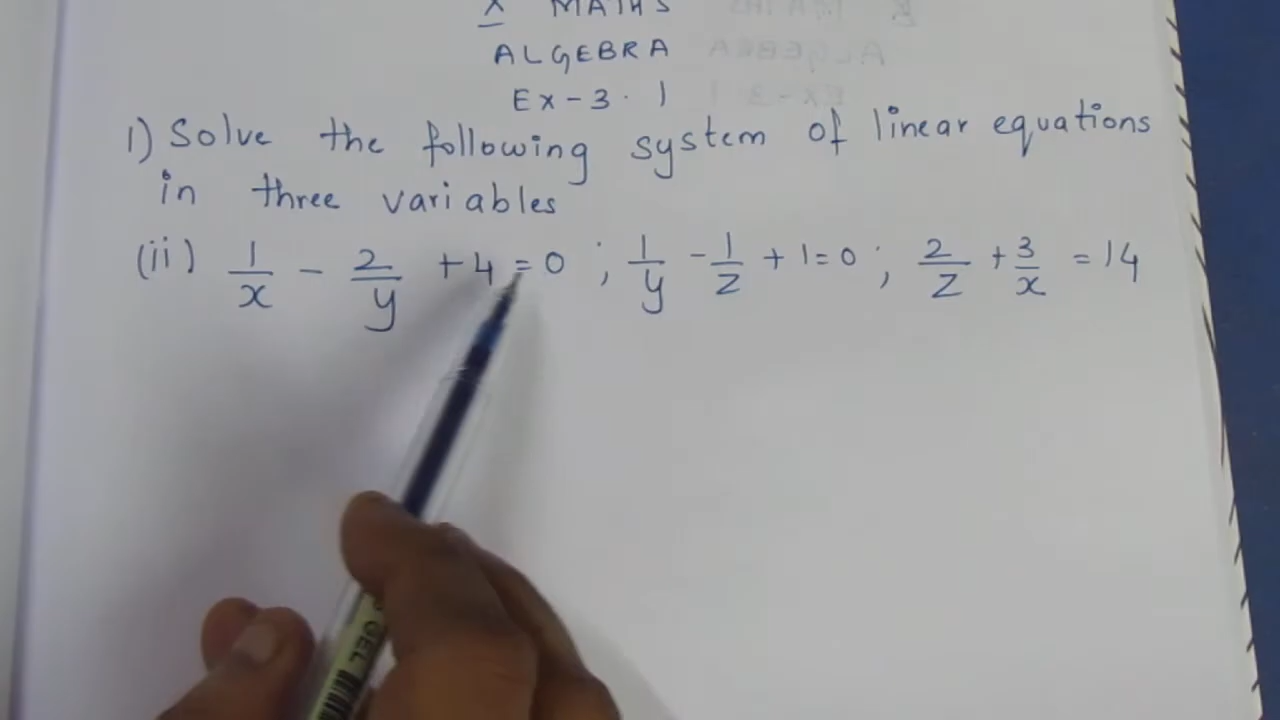 X MATHS
ALGEBRA
Ex-3.1
1) Solve the following system of linear equations
in three variables
(ii) 1/x - 2/y + 4 = 0 ; 1/y - 1/z + 1 = 0 ; 2/z + 3/x = 14
GEL